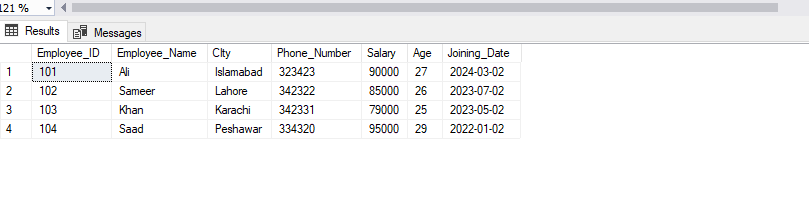 121 %
Results Messages
Employee_ID Employee_Name CIty Phone_Number Salary Age Joining_Date
1 101 Ali Islamabad 323423 90000 27 2024-03-02
2 102 Sameer Lahore 342322 85000 26 2023-07-02
3 103 Khan Karachi 342331 79000 25 2023-05-02
4 104 Saad Peshawar 334320 95000 29 2022-01-02